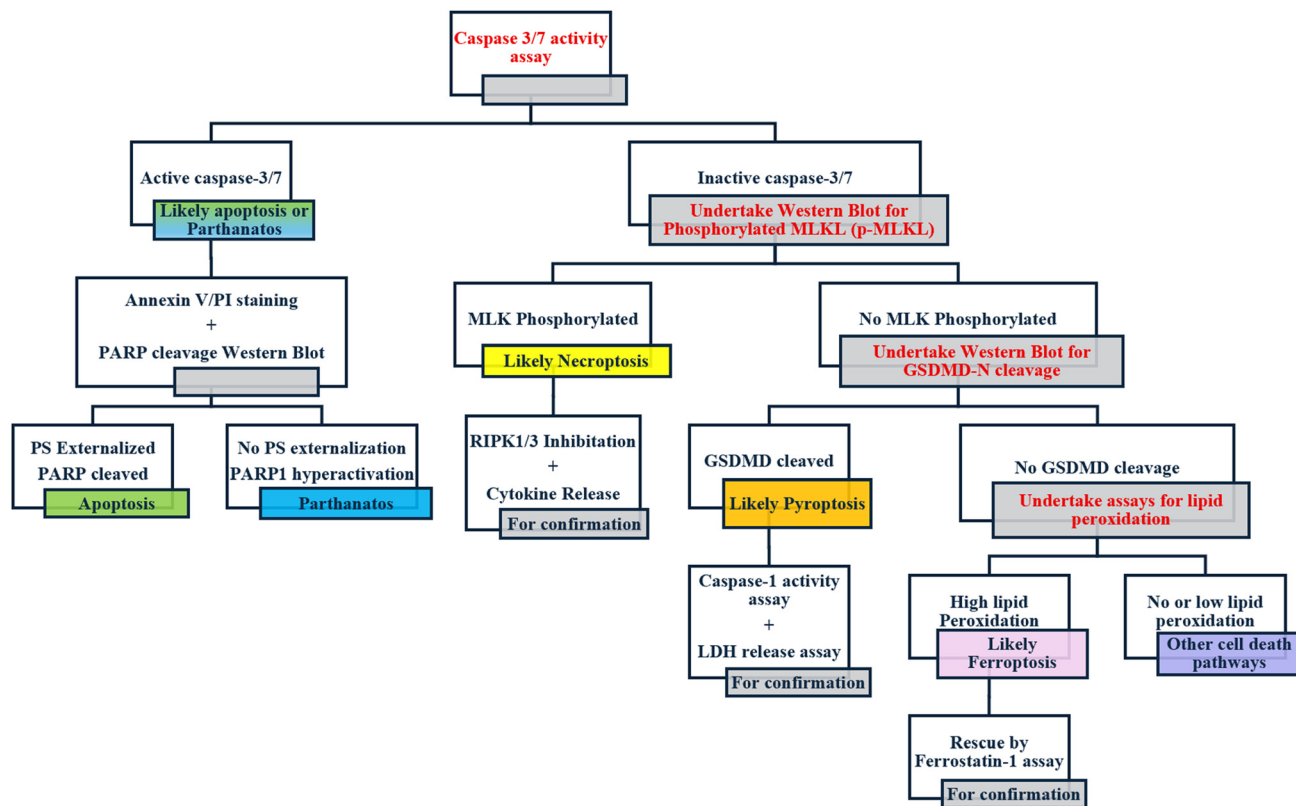 Caspase 3/7 activity
assay
Active caspase-3/7
Likely apoptosis or
Parthanatos
Inactive caspase-3/7
Undertake Western Blot for
Phosphorylated MLKL (p-MLKL)
Annexin V/PI staining
+
PARP cleavage Western Blot
MLK Phosphorylated
Likely Necroptosis
No MLK Phosphorylated
Undertake Western Blot for
GSDMD-N cleavage
PS Externalized
PARP cleaved
Apoptosis
No PS externalization
PARP1 hyperactivation
Parthanatos
RIPK1/3 Inhibitation
+
Cytokine Release
For confirmation
GSDMD cleaved
Likely Pyroptosis
No GSDMD cleavage
Undertake assays for lipid
peroxidation
Caspase-1 activity
assay
+
LDH release assay
For confirmation
High lipid
Peroxidation
Likely
Ferroptosis
No or low lipid
peroxidation
Other cell death
pathways
Rescue by
Ferrostatin-1 assay
For confirmation